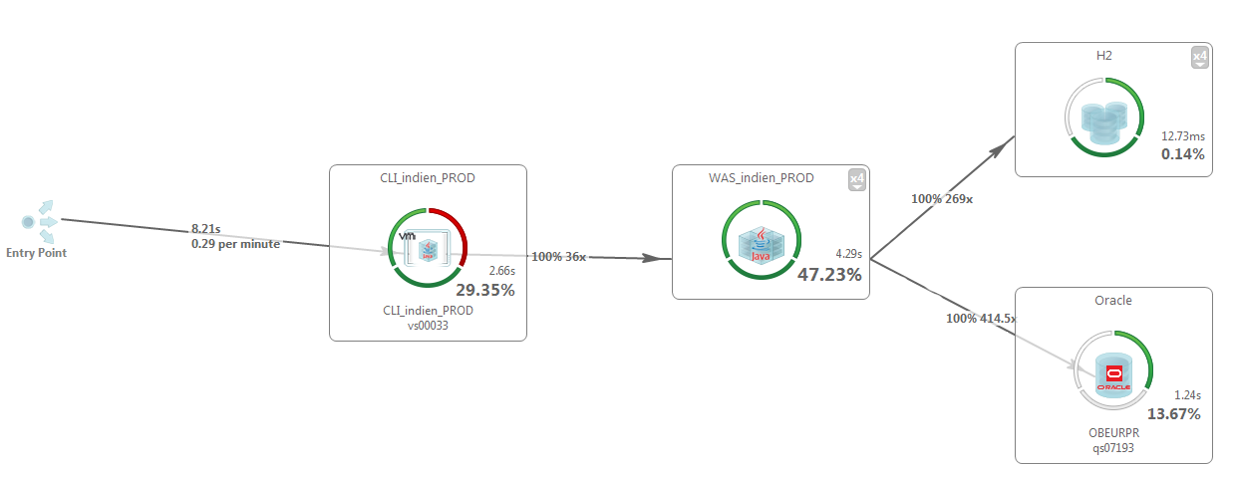 Entry Point
8.21s
0.29 per minute
CLI_indien_PROD
vm
2.66s
29.35%
CLI_indien_PROD
vs00033
100% 36x
WAS_indien_PROD
x4
Java
4.29s
47.23%
100% 269x
H2
x4
12.73ms
0.14%
100% 414.5x
Oracle
ORACLE
1.24s
13.67%
OBEURPR
qs07193